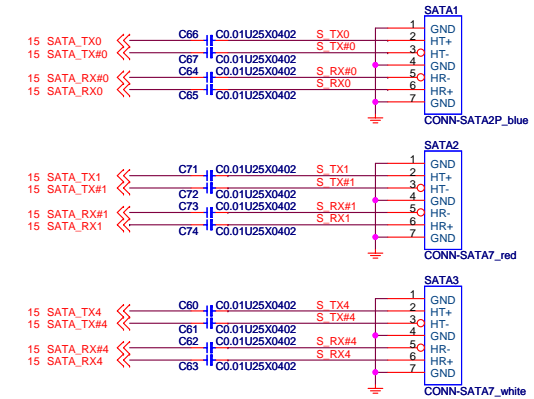 SATA1
C66 C0.01U25X0402 S_TX0 1 GND
15 SATA_TX0 2 HT+
15 SATA_TX#0 S_TX#0 3 HT-
C67 C0.01U25X0402 4 GND
C64 S_RX#0 5 HR-
15 SATA_RX#0 S_RX0 6 HR+
15 SATA_RX0 7 GND
C65 C0.01U25X0402
CONN-SATA2P_blue
SATA2
C71 C0.01U25X0402 S_TX1 1 GND
15 SATA_TX1 2 HT+
15 SATA_TX#1 S_TX#1 3 HT-
C72 C0.01U25X0402 4 GND
C73 C0.01U25X0402 S_RX#1 5 HR-
15 SATA_RX#1 S_RX1 6 HR+
15 SATA_RX1 7 GND
C74 C0.01U25X0402
CONN-SATA7_red
SATA3
C60 C0.01U25X0402 S_TX4 1 GND
15 SATA_TX4 2 HT+
15 SATA_TX#4 S_TX#4 3 HT-
C61 C0.01U25X0402 4 GND
C62 C0.01U25X0402 S_RX#4 5 HR-
15 SATA_RX#4 S_RX4 6 HR+
15 SATA_RX4 7 GND
C63 C0.01U25X0402
CONN-SATA7_white